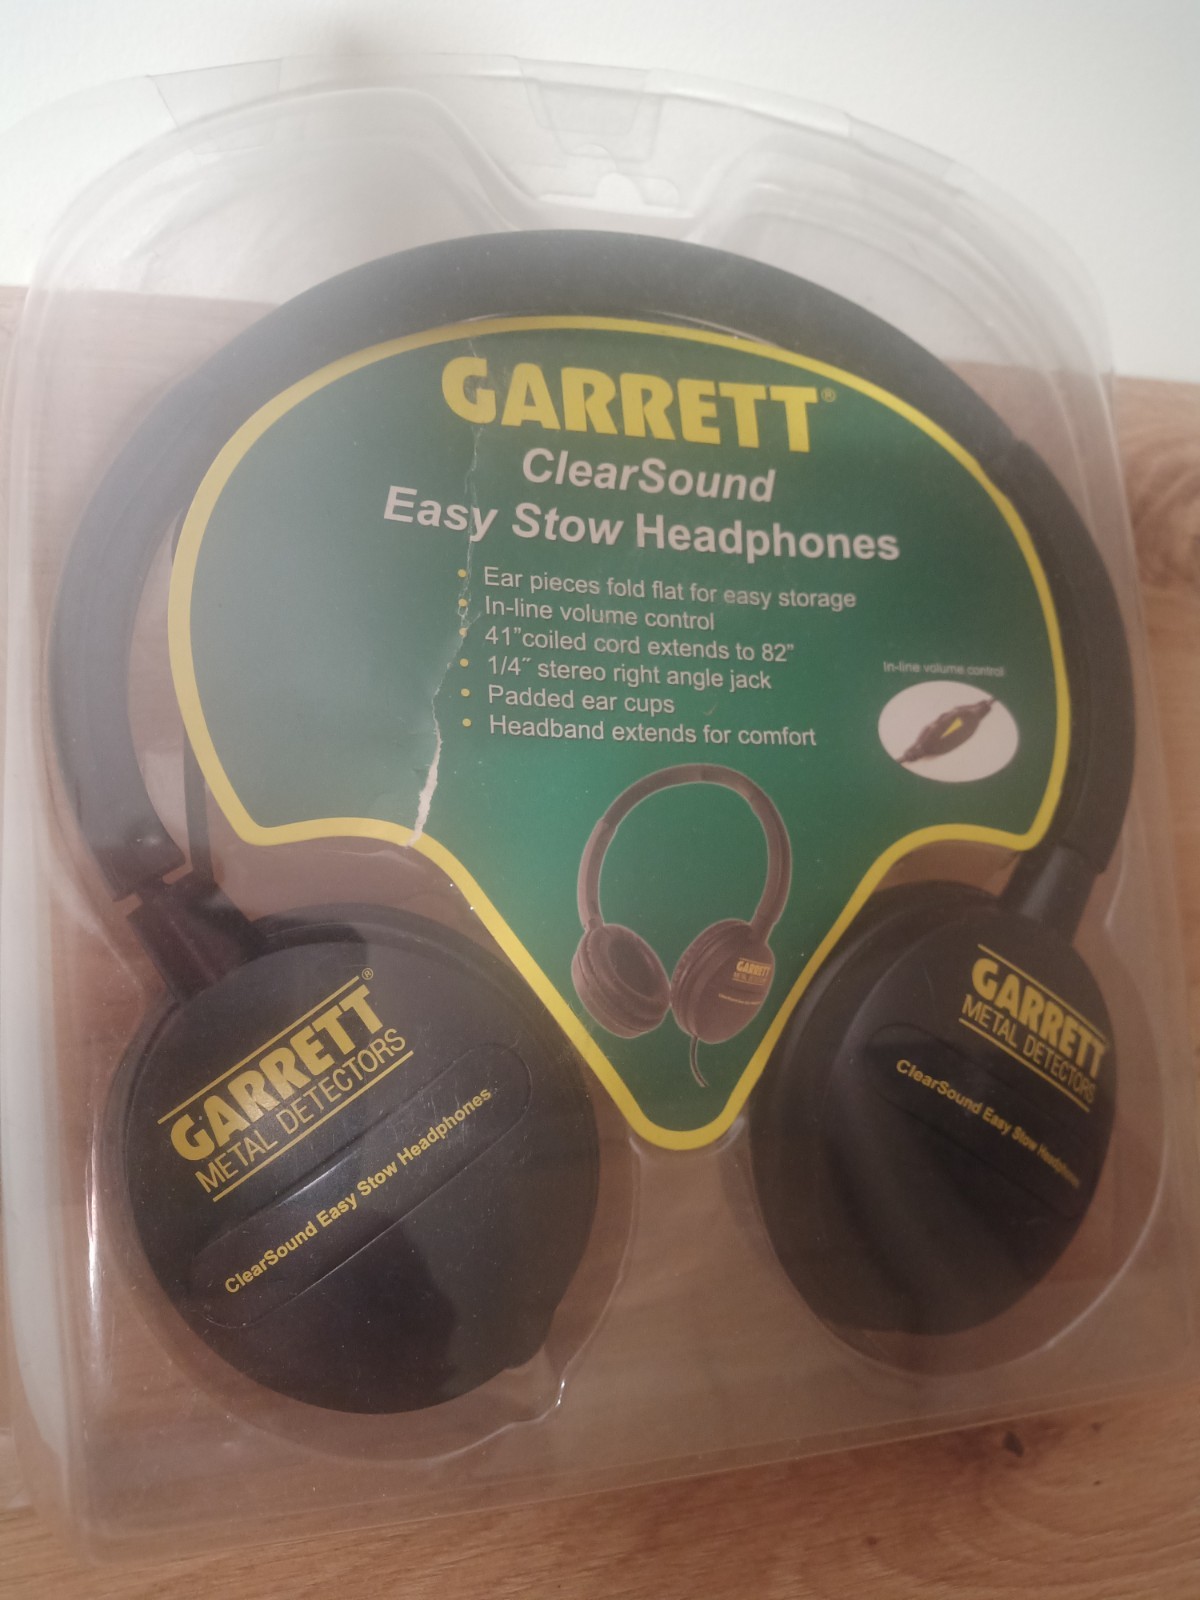 GARRETT®
ClearSound
Easy Stow Headphones
• Ear pieces fold flat for easy storage
• In-line volume control
• 41”coiled cord extends to 82”
• 1/4˝ stereo right angle jack
• Padded ear cups
• Headband extends for comfort
In-line volume control
GARRETT
GARRETT®
METAL DETECTORS
ClearSound Easy Stow Headphones
GARRETT
METAL DETECTORS
ClearSound Easy Stow Headphones